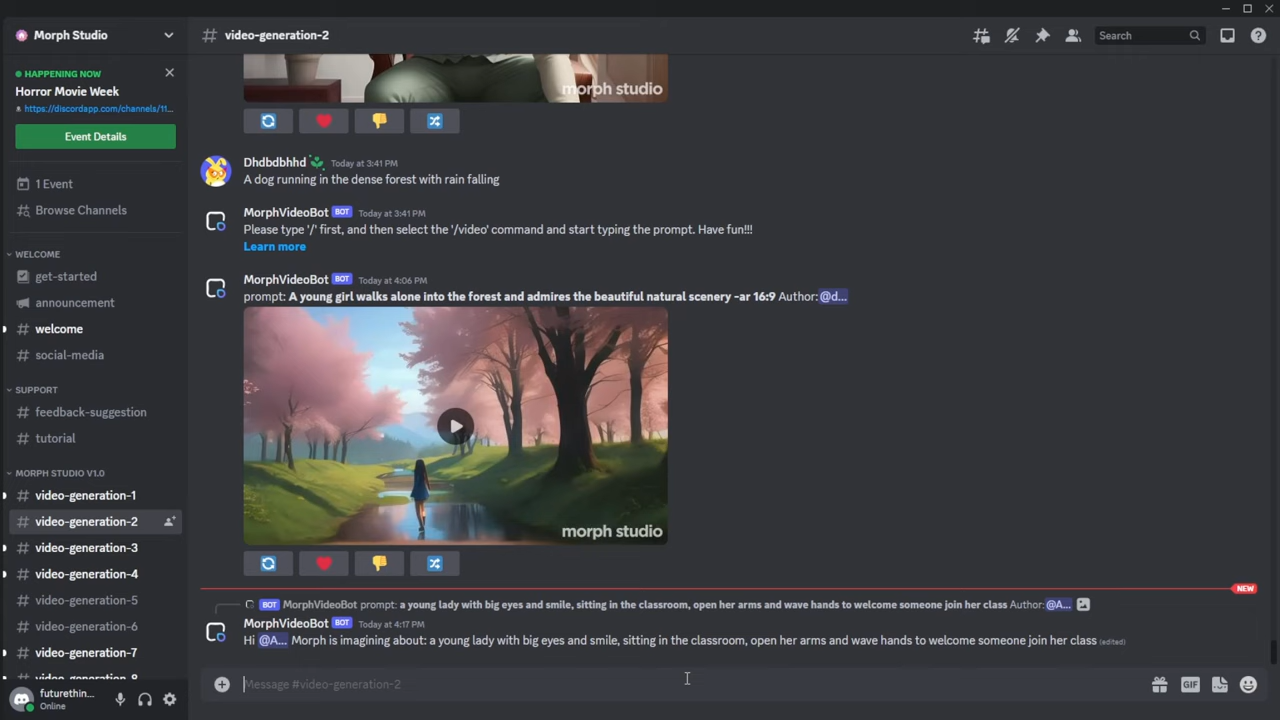 Morph Studio
HAPPENING NOW
Horror Movie Week
https://discordapp.com/channels/11...
Event Details
1 Event
Browse Channels
WELCOME
get-started
announcement
welcome
social-media
SUPPORT
feedback-suggestion
tutorial
MORPH STUDIO V1.0
video-generation-1
video-generation-2
video-generation-3
video-generation-4
video-generation-5
video-generation-6
video-generation-7
futurethin...
Online
# video-generation-2
Search
morph studio
Dhdbdbhhd Today at 3:41 PM
A dog running in the dense forest with rain falling
MorphVideoBot BOT Today at 3:41 PM
Please type '/' first, and then select the '/video' command and start typing the prompt. Have fun!!!
Learn more
MorphVideoBot BOT Today at 4:06 PM
prompt: A young girl walks alone into the forest and admires the beautiful natural scenery -ar 16:9 Author:@d...
morph studio
NEW
BOT MorphVideoBot prompt: a young lady with big eyes and smile, sitting in the classroom, open her arms and wave hands to welcome someone join her class Author:@A...
MorphVideoBot BOT Today at 4:17 PM
Hi @A... Morph is imagining about: a young lady with big eyes and smile, sitting in the classroom, open her arms and wave hands to welcome someone join her class (edited)
Message #video-generation-2
GIF